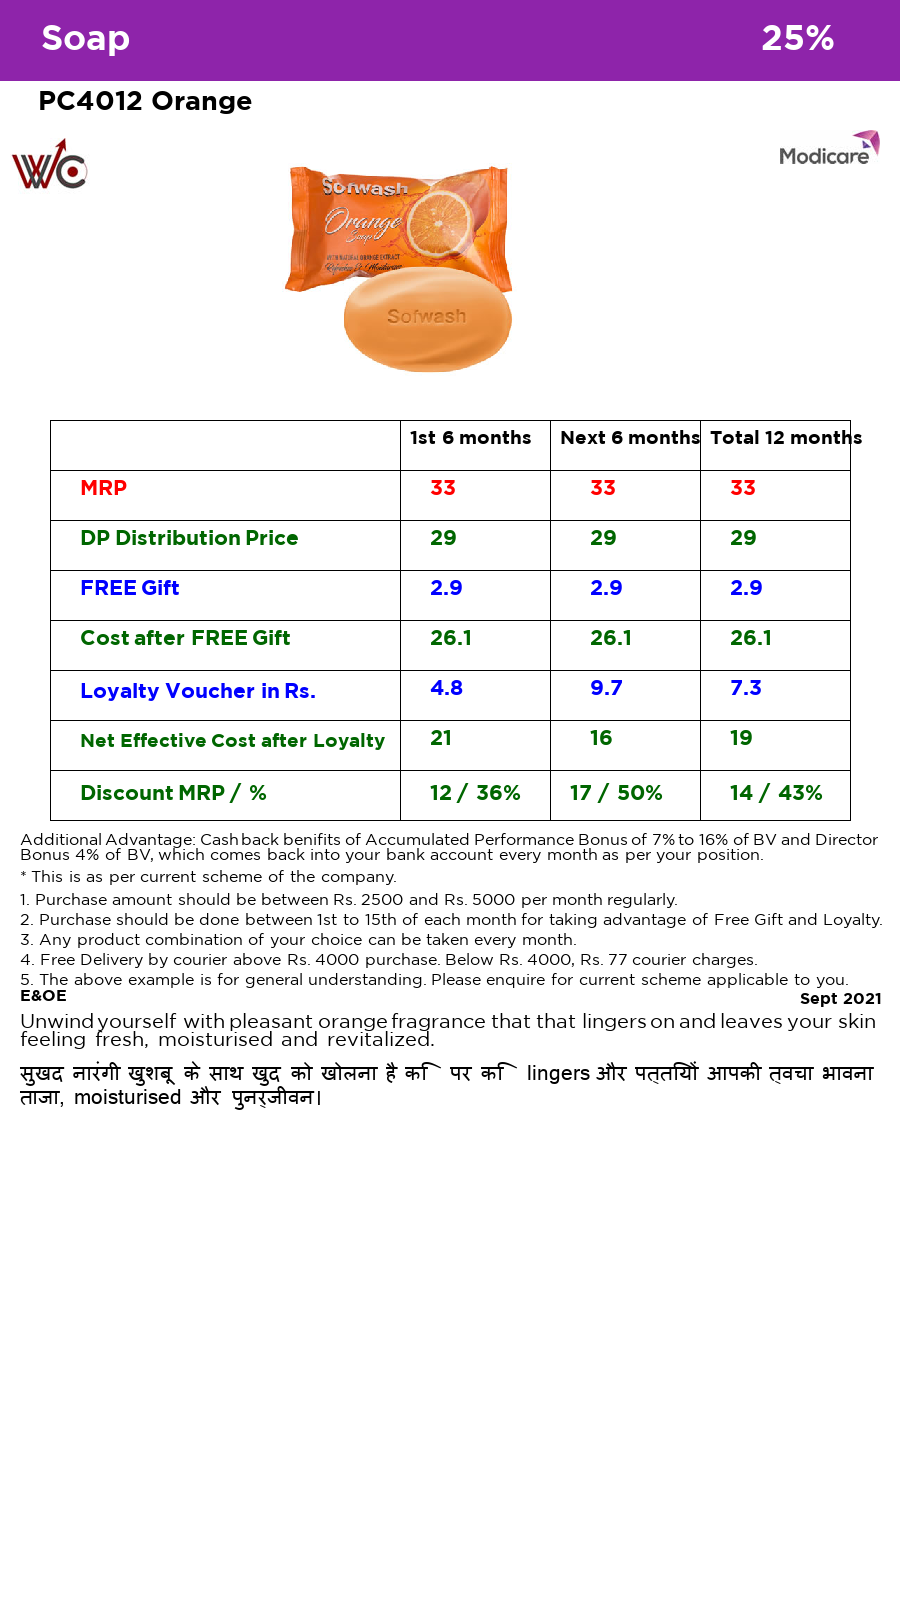 Soap 25%
PC4012 Orange
WC
Modicare
Sofwash
Orange
Soap
WITH NATURAL ORANGE EXTRACT
Refreshes & Moisturises
Sofwash
1st 6 months Next 6 months Total 12 months
MRP 33 33 33
DP Distribution Price 29 29 29
FREE Gift 2.9 2.9 2.9
Cost after FREE Gift 26.1 26.1 26.1
Loyalty Voucher in Rs. 4.8 9.7 7.3
Net Effective Cost after Loyalty 21 16 19
Discount MRP / % 12 / 36% 17 / 50% 14 / 43%
Additional Advantage: Cashback benifits of Accumulated Performance Bonus of 7% to 16% of BV and Director
Bonus 4% of BV, which comes back into your bank account every month as per your position.
* This is as per current scheme of the company.
1. Purchase amount should be between Rs. 2500 and Rs. 5000 per month regularly.
2. Purchase should be done between 1st to 15th of each month for taking advantage of Free Gift and Loyalty.
3. Any product combination of your choice can be taken every month.
4. Free Delivery by courier above Rs. 4000 purchase. Below Rs. 4000, Rs. 77 courier charges.
5. The above example is for general understanding. Please enquire for current scheme applicable to you.
E&OE Sept 2021
Unwind yourself with pleasant orange fragrance that that lingers on and leaves your skin
feeling fresh, moisturised and revitalized.
सुखद नारंगी खुशबू के साथ खुद को खोलना है कि पर कि lingers और पत्तियों आपकी त्वचा भावना
ताजा, moisturised और पुनर्जीवन।